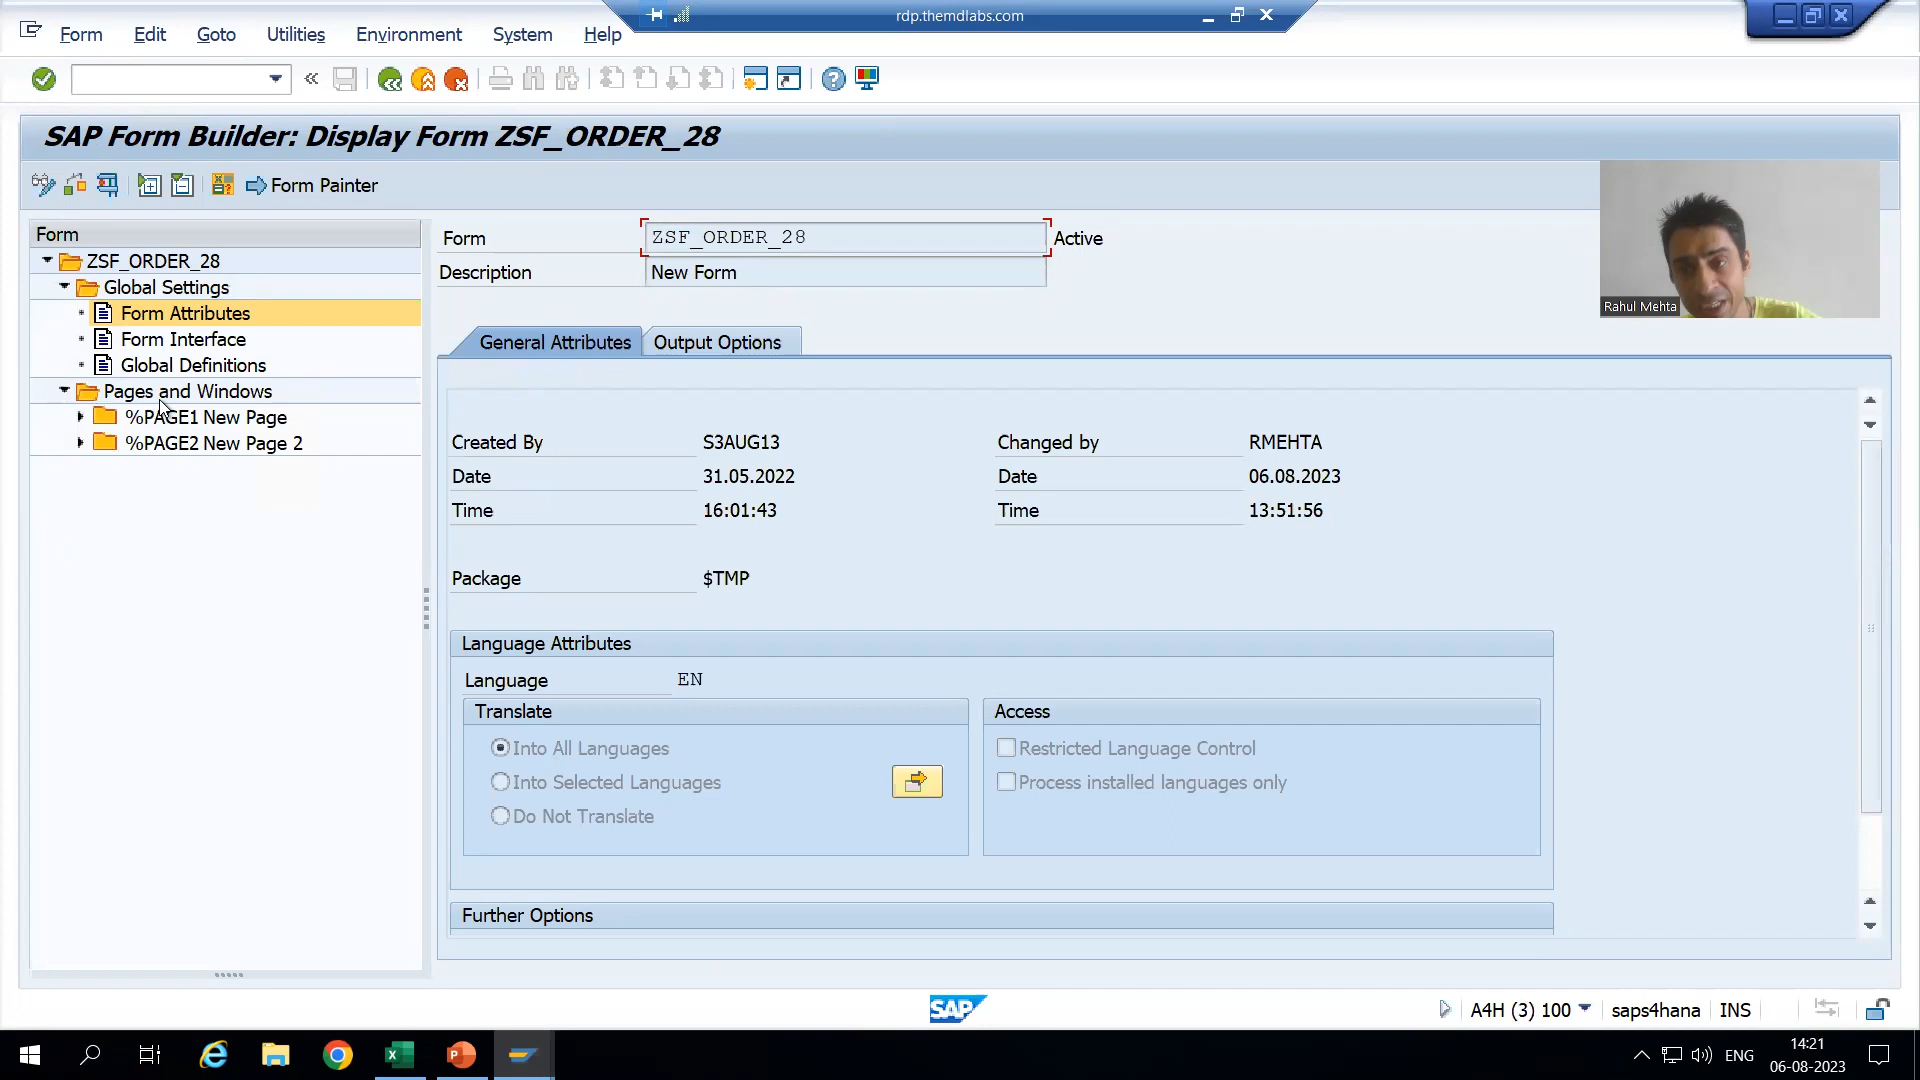 rdp.themdlabs.com
Form Edit Goto Utilities Environment System Help
SAP Form Builder: Display Form ZSF_ORDER_28
Form Painter
Form
ZSF_ORDER_28
Global Settings
Form Attributes
Form Interface
Global Definitions
Pages and Windows
%PAGE1 New Page
%PAGE2 New Page 2
Form ZSF_ORDER_28 Active
Description New Form
General Attributes Output Options
Created By S3AUG13 Changed by RMEHTA
Date 31.05.2022 Date 06.08.2023
Time 16:01:43 Time 13:51:56
Package $TMP
Language Attributes
Language EN
Translate Access
Into All Languages Restricted Language Control
Into Selected Languages Process installed languages only
Do Not Translate
Further Options
Rahul Mehta
SAP
A4H (3) 100 saps4hana INS
ENG
14:21
06-08-2023